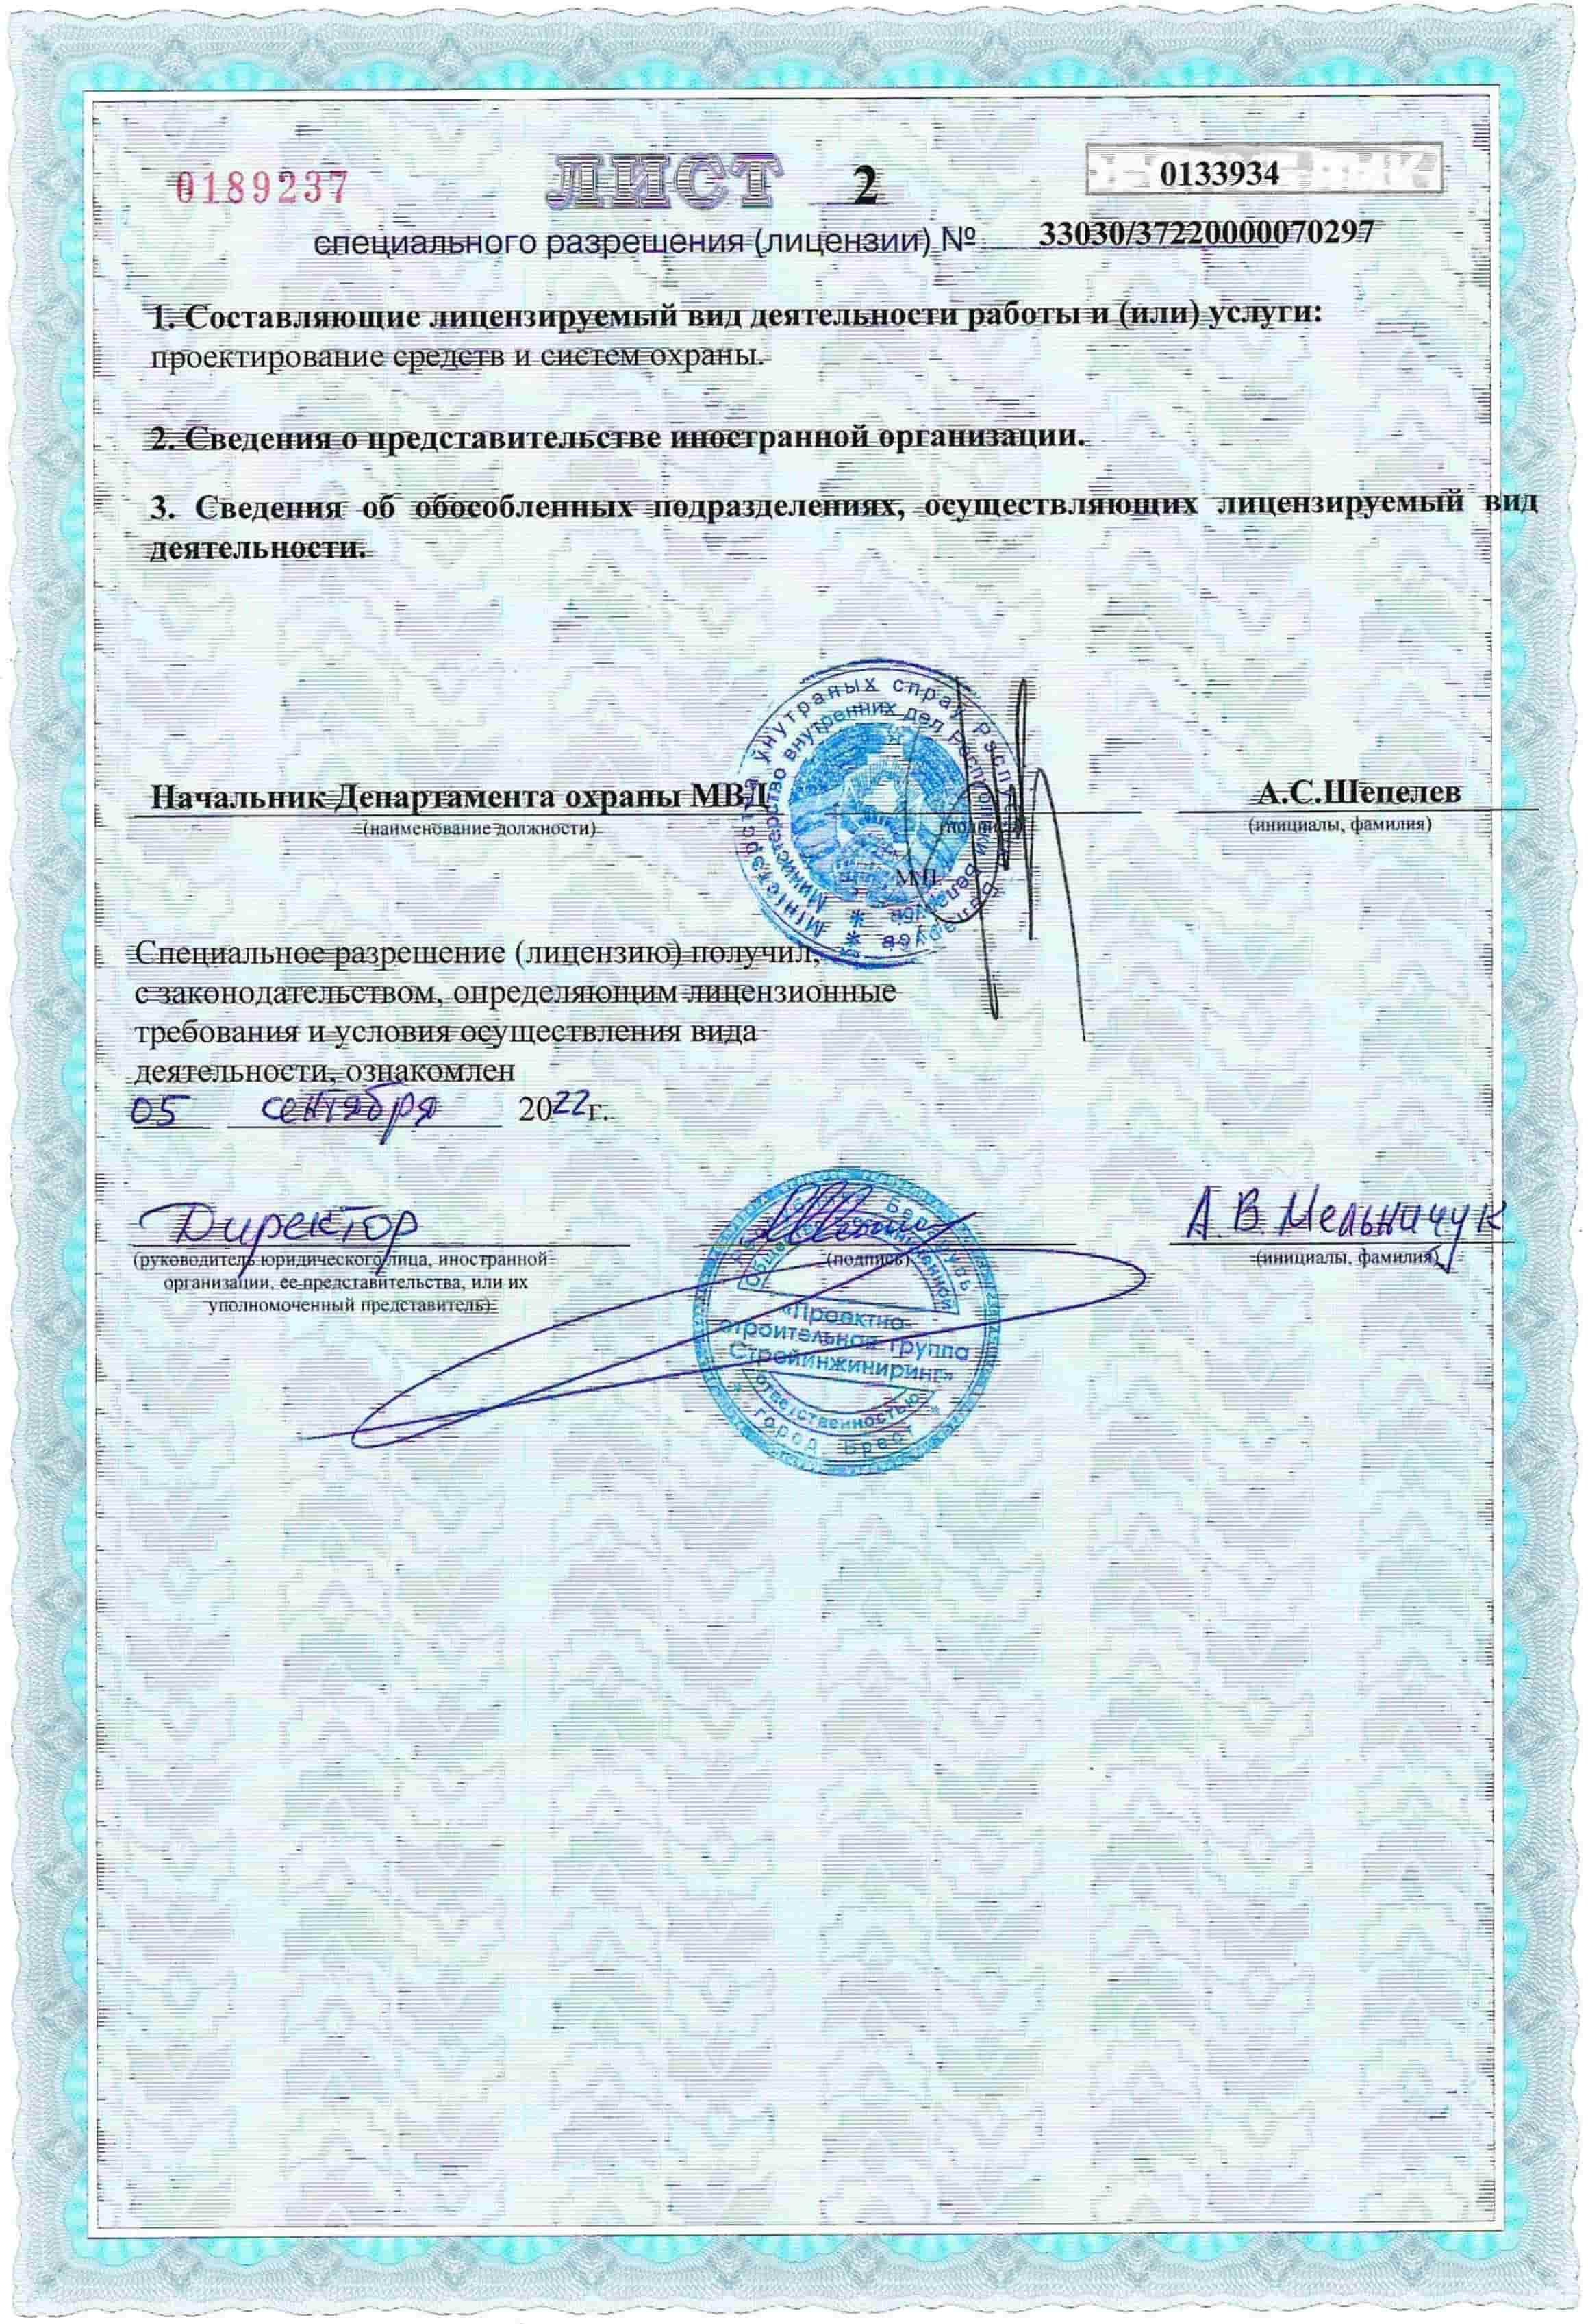 0189237
ЛИСТ 2
0133934
специального разрешения (лицензии) № 33030/37220000070297
1. Составляющие лицензируемый вид деятельности работы и (или) услуги:
проектирование средств и систем охраны.
2. Сведения о представительстве иностранной организации.
3. Сведения об обособленных подразделениях, осуществляющих лицензируемый вид
деятельности.
Міністэрства ўнутраных спраў Рэспублікі Беларусь
Министерство внутренних дел Республики Беларусь
Начальник Департамента охраны МВД
А.С.Шепелев
(наименование должности)
(подпись)
(инициалы, фамилия)
М.П.
Специальное разрешение (лицензию) получил,
с законодательством, определяющим лицензионные
требования и условия осуществления вида
деятельности, ознакомлен
05 сентября 2022г.
Директор
А.В. Мельничук
(руководитель юридического лица, иностранной
организации, ее представительства, или их
уполномоченный представитель)
(подпись)
(инициалы, фамилия)
«Проектно-
строительная группа
Стройинжиниринг»
ответственностью
город Брест